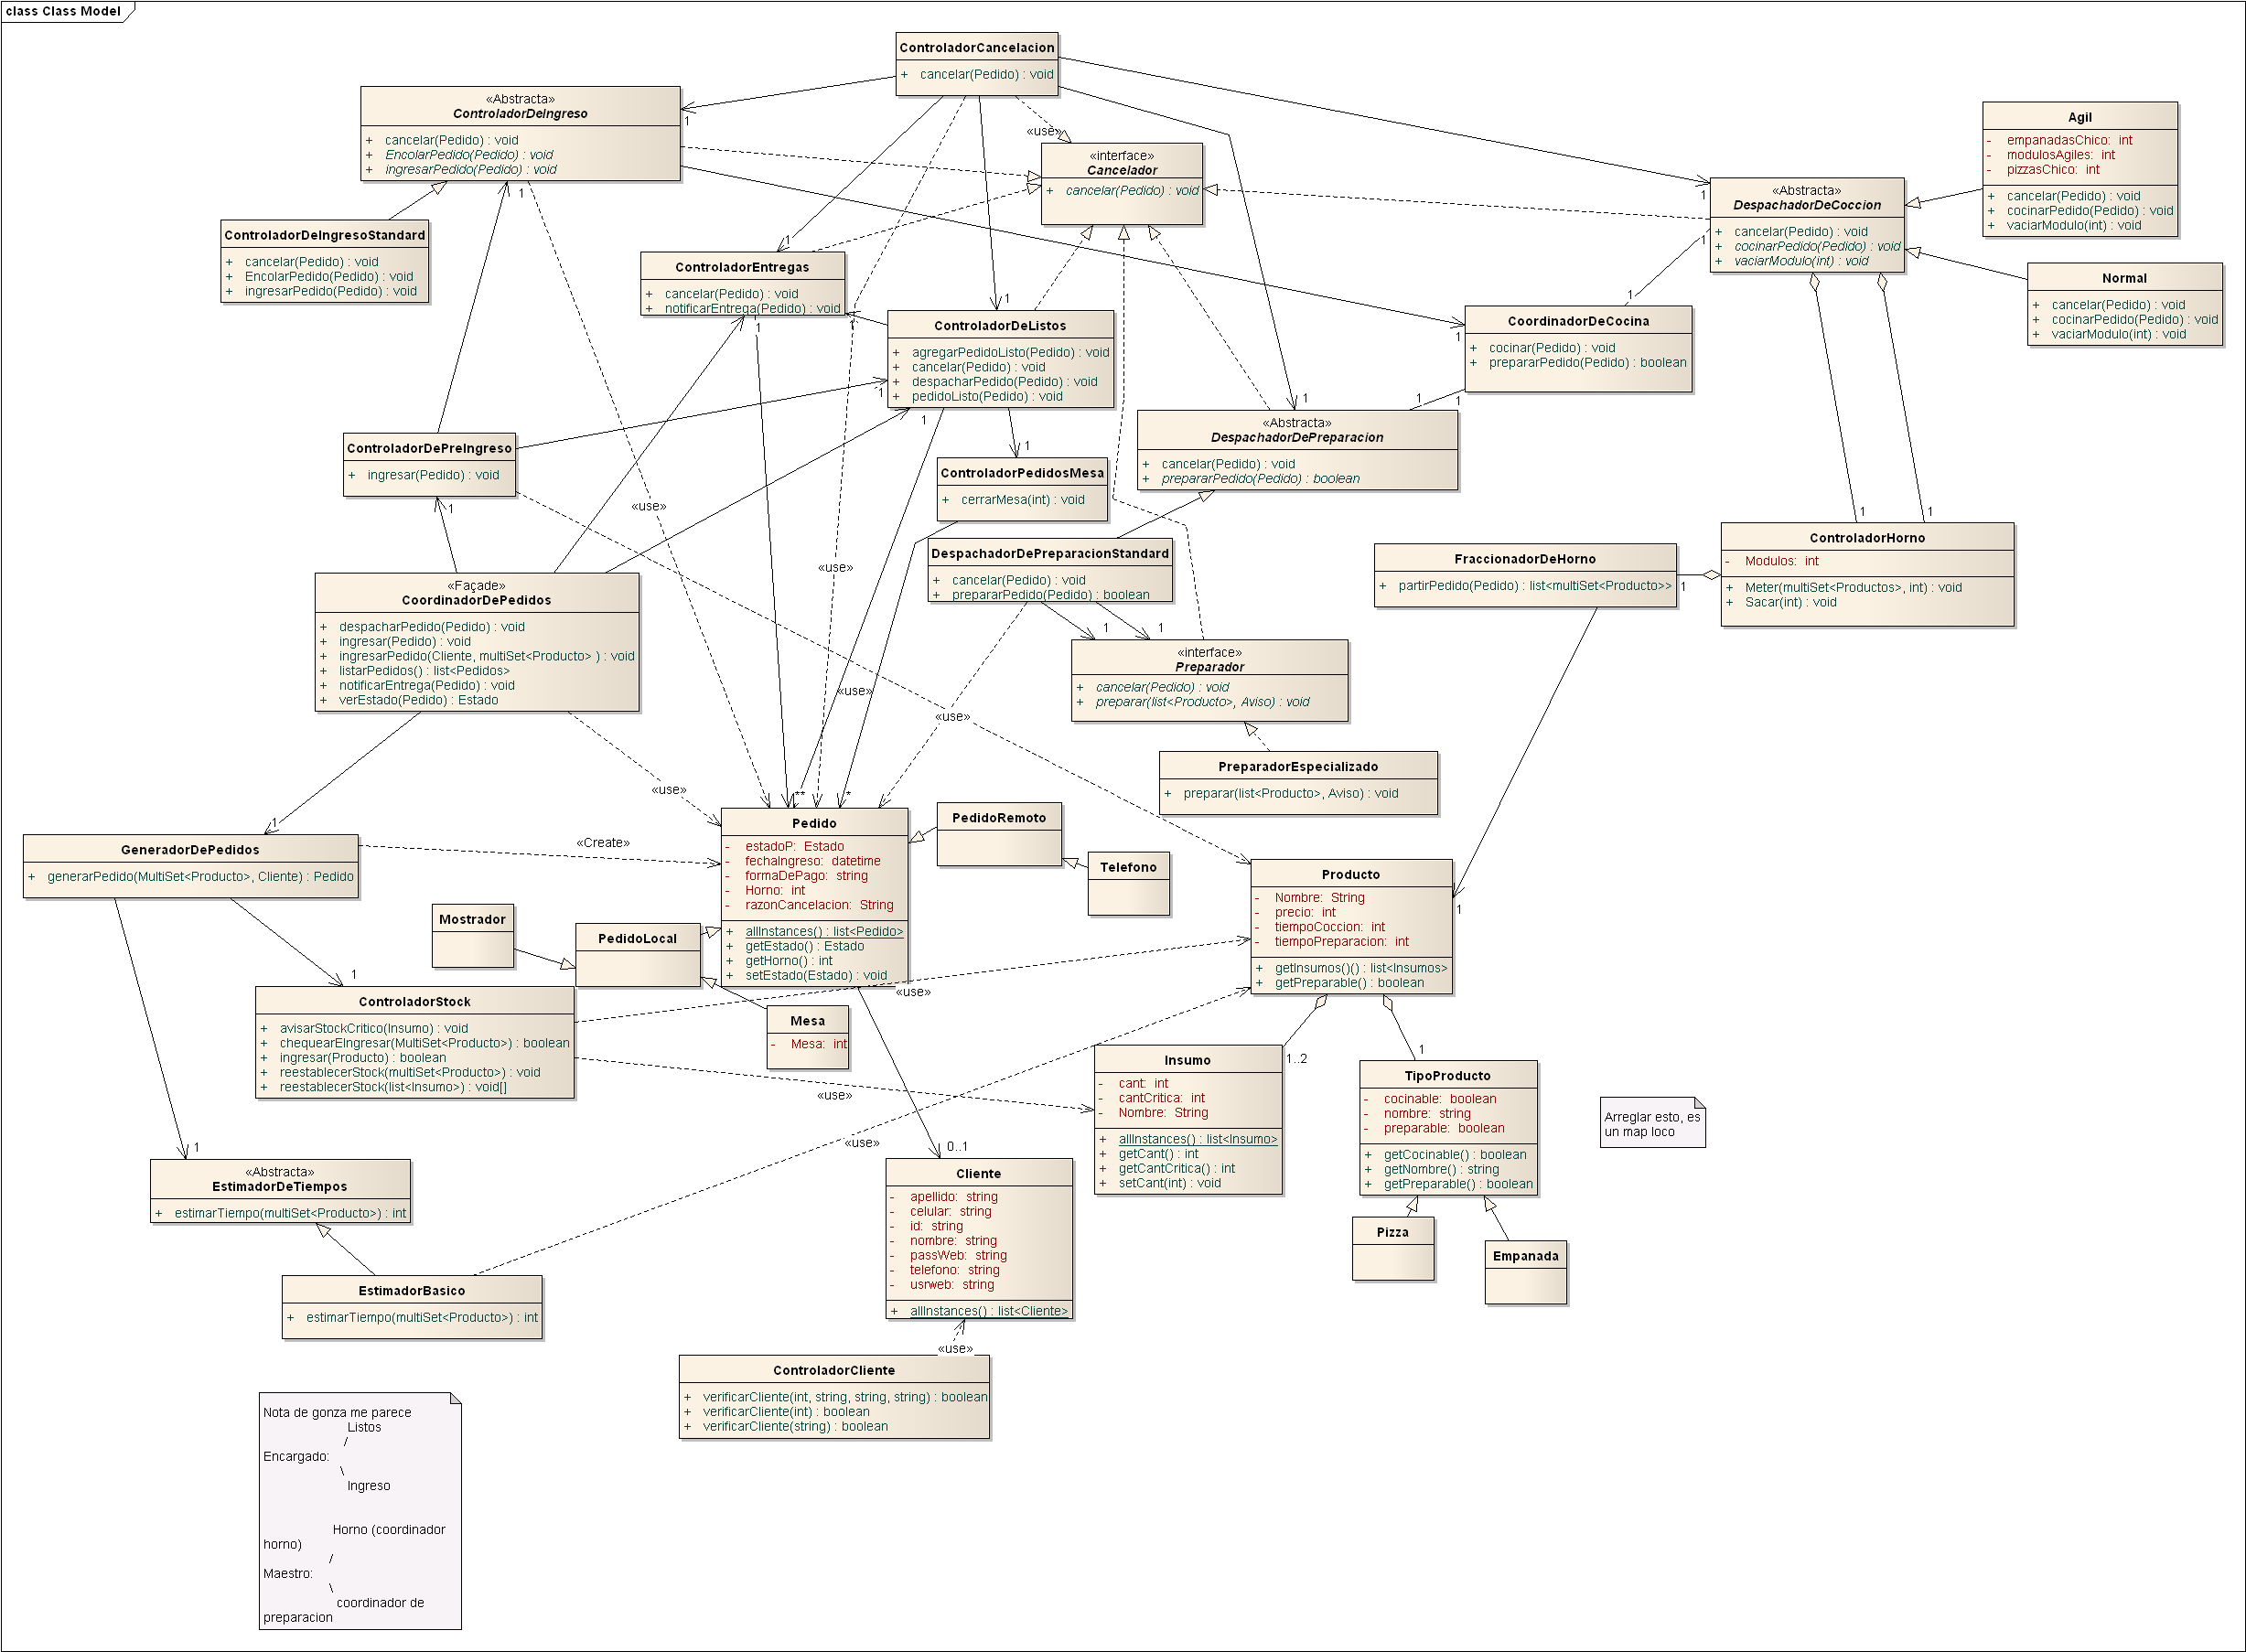 class Class Model
ControladorCancelacion
+ cancelar(Pedido) : void
«Abstracta»
ControladorDeIngreso
+ cancelar(Pedido) : void
+ EncolarPedido(Pedido) : void
+ ingresarPedido(Pedido) : void
1
«use»
«interface»
Cancelador
+ cancelar(Pedido) : void
Agil
- empanadasChico: int
- modulosAgiles: int
- pizzasChico: int
+ cancelar(Pedido) : void
+ cocinarPedido(Pedido) : void
+ vaciarModulo(int) : void
1
«Abstracta»
DespachadorDeCoccion
+ cancelar(Pedido) : void
+ cocinarPedido(Pedido) : void
+ vaciarModulo(int) : void
1
1
ControladorDeIngresoStandard
+ cancelar(Pedido) : void
+ EncolarPedido(Pedido) : void
+ ingresarPedido(Pedido) : void
1
ControladorEntregas
+ cancelar(Pedido) : void
+ notificarEntrega(Pedido) : void
1
1
Normal
+ cancelar(Pedido) : void
+ cocinarPedido(Pedido) : void
+ vaciarModulo(int) : void
1
ControladorDeListos
+ agregarPedidoListo(Pedido) : void
+ cancelar(Pedido) : void
+ despacharPedido(Pedido) : void
+ pedidoListo(Pedido) : void
1
1
1
CoordinadorDeCocina
+ cocinar(Pedido) : void
+ prepararPedido(Pedido) : boolean
1
1
1
1
«Abstracta»
DespachadorDePreparacion
+ cancelar(Pedido) : void
+ prepararPedido(Pedido) : boolean
1
ControladorDePreIngreso
+ ingresar(Pedido) : void
1
ControladorPedidosMesa
+ cerrarMesa(int) : void
1
«use»
DespachadorDePreparacionStandard
+ cancelar(Pedido) : void
+ prepararPedido(Pedido) : boolean
«use»
1
1
FraccionadorDeHorno
+ partirPedido(Pedido) : list<multiSet<Producto>>
1
1
1
ControladorHorno
- Modulos: int
+ Meter(multiSet<Productos>, int) : void
+ Sacar(int) : void
«Façade»
CoordinadorDePedidos
+ despacharPedido(Pedido) : void
+ ingresar(Pedido) : void
+ ingresarPedido(Cliente, multiSet<Producto> ) : void
+ listarPedidos() : list<Pedidos>
+ notificarEntrega(Pedido) : void
+ verEstado(Pedido) : Estado
«interface»
Preparador
+ cancelar(Pedido) : void
+ preparar(list<Producto>, Aviso) : void
«use»
«use»
PreparadorEspecializado
+ preparar(list<Producto>, Aviso) : void
«use»
**
*
1
GeneradorDePedidos
+ generarPedido(MultiSet<Producto>, Cliente) : Pedido
«Create»
Pedido
- estadoP: Estado
- fechaIngreso: datetime
- formaDePago: string
- Horno: int
- razonCancelacion: String
+ allInstances() : list<Pedido>
+ getEstado() : Estado
+ getHorno() : int
+ setEstado(Estado) : void
PedidoRemoto
Telefono
Producto
- Nombre: String
- precio: int
- tiempoCoccion: int
- tiempoPreparacion: int
+ getInsumos()() : list<Insumos>
+ getPreparable() : boolean
1
Mostrador
PedidoLocal
Mesa
- Mesa: int
«use»
1
ControladorStock
+ avisarStockCritico(Insumo) : void
+ chequearEIngresar(MultiSet<Producto>) : boolean
+ ingresar(Producto) : boolean
+ reestablecerStock(multiSet<Producto>) : void
+ reestablecerStock(list<Insumo>) : void[]
«use»
«use»
Insumo
- cant: int
- cantCritica: int
- Nombre: String
+ allInstances() : list<Insumo>
+ getCant() : int
+ getCantCritica() : int
+ setCant(int) : void
1..2
1
TipoProducto
- cocinable: boolean
- nombre: string
- preparable: boolean
+ getCocinable() : boolean
+ getNombre() : string
+ getPreparable() : boolean
Arreglar esto, es
un map loco
1
«Abstracta»
EstimadorDeTiempos
+ estimarTiempo(multiSet<Producto>) : int
0..1
Cliente
- apellido: string
- celular: string
- id: string
- nombre: string
- passWeb: string
- telefono: string
- usrweb: string
+ allInstances() : list<Cliente>
Pizza
Empanada
EstimadorBasico
+ estimarTiempo(multiSet<Producto>) : int
«use»
ControladorCliente
+ verificarCliente(int, string, string, string) : boolean
+ verificarCliente(int) : boolean
+ verificarCliente(string) : boolean
Nota de gonza me parece
Listos
/
Encargado:
\
Ingreso
Horno (coordinador
horno)
/
Maestro:
\
coordinador de
preparacion